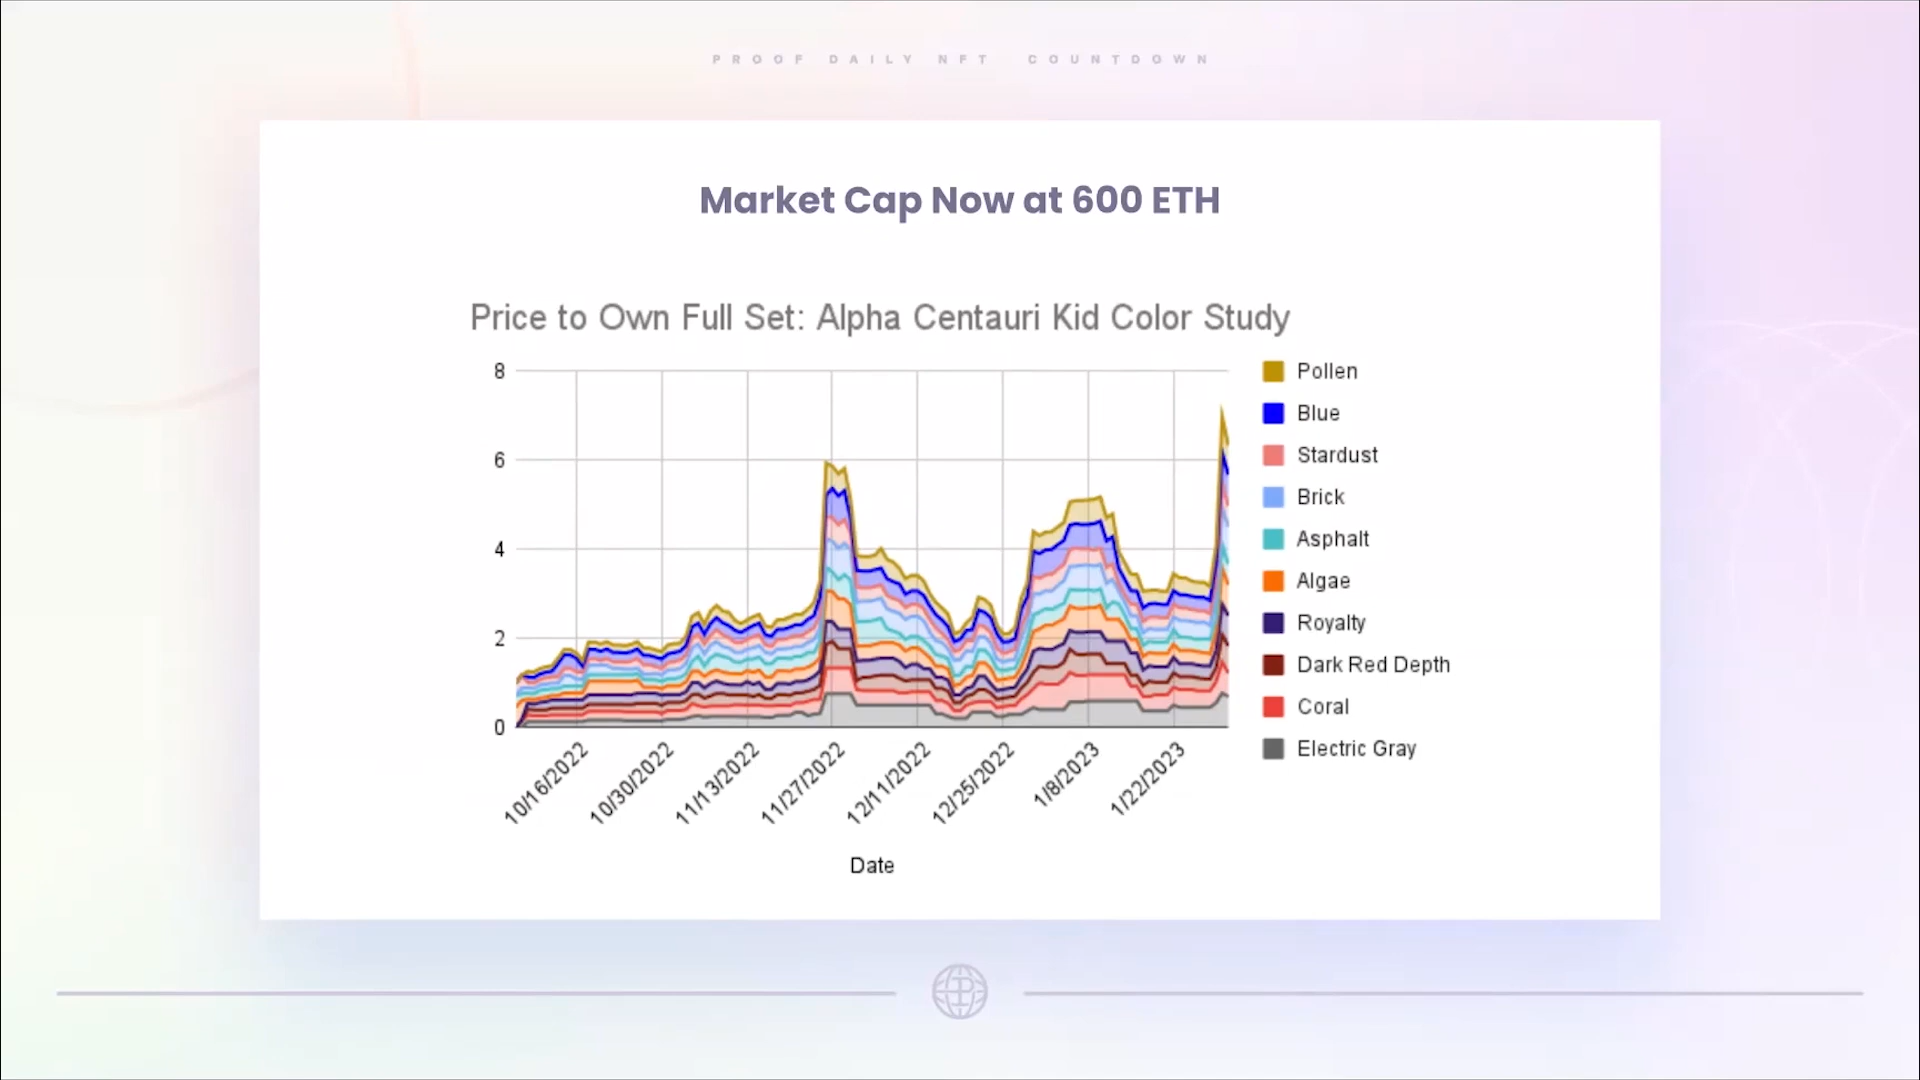 PROOF DAILY NFT COUNTDOWN
Market Cap Now at 600 ETH
Price to Own Full Set: Alpha Centauri Kid Color Study
8
6
4
2
0
10/16/2022
10/30/2022
11/13/2022
11/27/2022
12/11/2022
12/25/2022
1/8/2023
1/22/2023
Date
Pollen
Blue
Stardust
Brick
Asphalt
Algae
Royalty
Dark Red Depth
Coral
Electric Gray